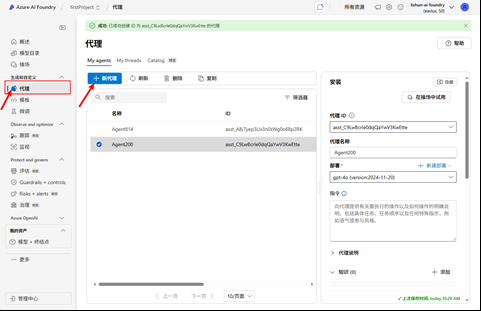 Azure AI Foundry
/ firstProject
/ 代理
所有资源
lishun-ai-foundry
(eastus, S0)
概述
模型目录
操场
生成和自定义
代理
模板
微调
Observe and optimize
跟踪 预览
监视
Protect and govern
评估 预览
Guardrails + controls
Risks + alerts 预览
治理 预览
Azure OpenAI
我的资产
模型 + 终结点
更多
管理中心
成功: 已成功创建 ID 为 asst_C9LwBcrIe0dqQaYwV3KwEtte 的代理
代理
帮助
My agents
My threads
Catalog 预览
新代理
刷新
删除
复制
搜索
筛选器
名称
ID
Agent014
Agent200
asst_C9LwBcrIe0dqQaYwV3KwEtte
上一页
下一页
10/页面
安装
隐藏
在操场中试用
代理 ID
asst_C9LwBcrIe0dqQaYwV3KwEtte
代理名称
Agent200
部署 *
+ 新建部署
gpt-4o (version:2024-11-20)
指令
向代理提供有关要执行的操作以及如何操作的明确说
明。包括具体任务、任务顺序以及任何特殊指示，例
如语气或参与风格。
代理说明
知识 (0)
+ 添加
上次保存时间: today 10:29 AM